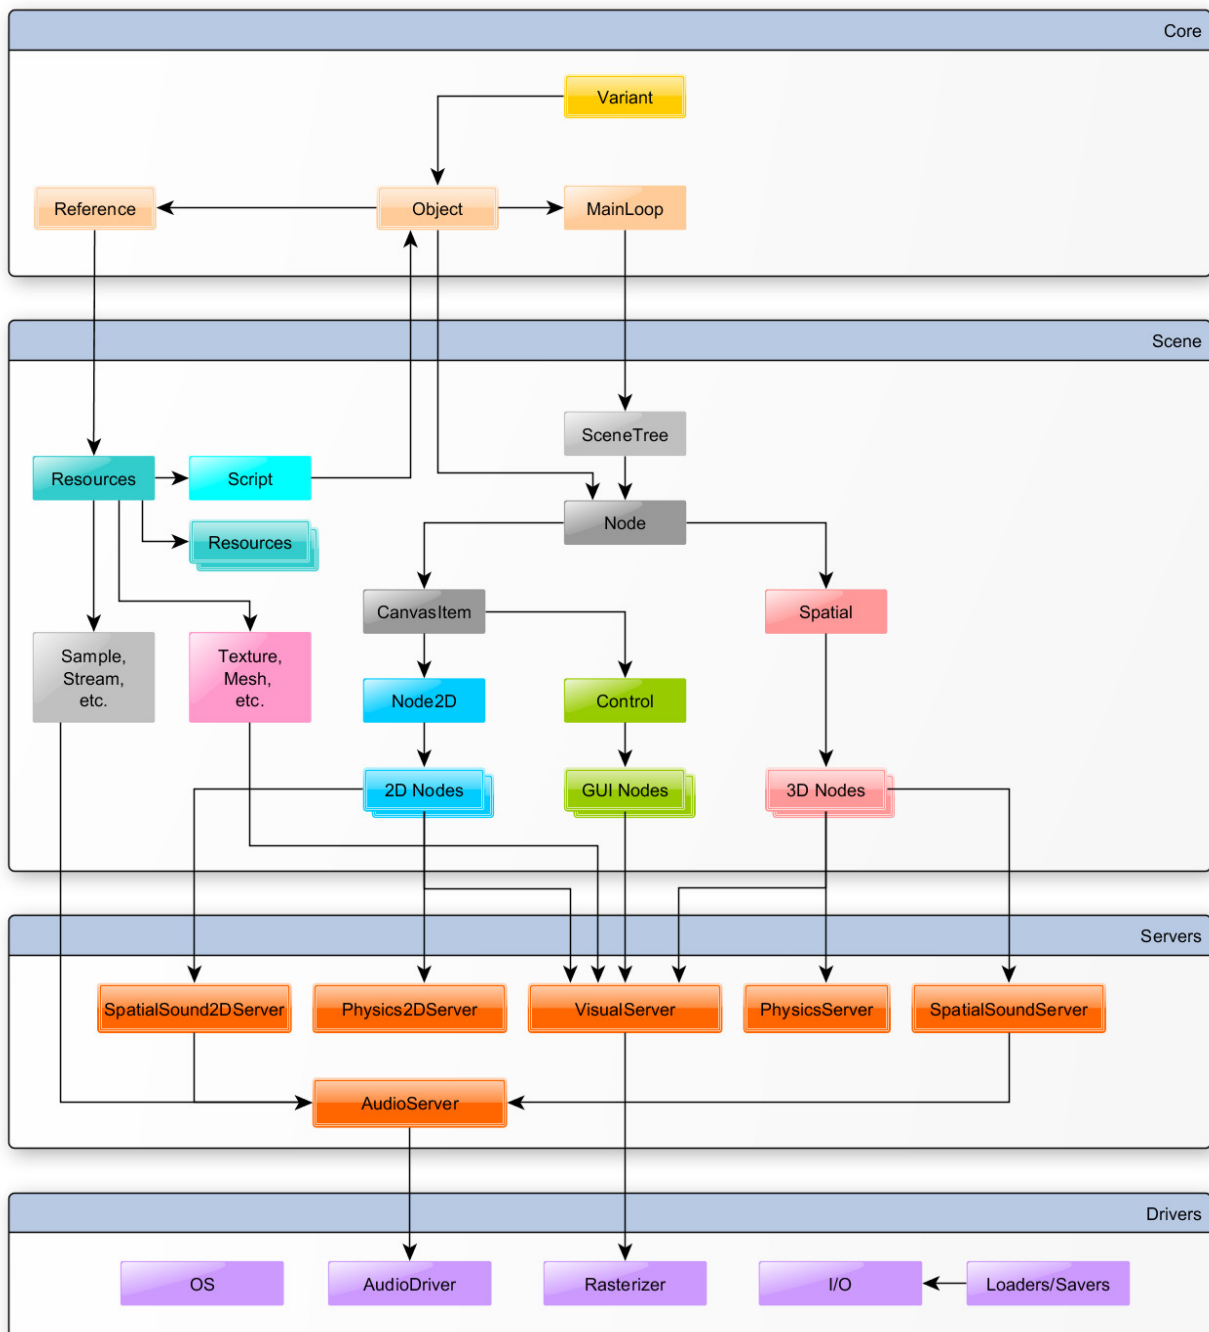 Core
Variant
Reference
Object
MainLoop
Scene
SceneTree
Resources
Script
Node
Resources
CanvasItem
Spatial
Sample,
Stream,
etc.
Texture,
Mesh,
etc.
Node2D
Control
2D Nodes
GUI Nodes
3D Nodes
Servers
SpatialSound2DServer
Physics2DServer
VisualServer
PhysicsServer
SpatialSoundServer
AudioServer
Drivers
OS
AudioDriver
Rasterizer
I/O
Loaders/Savers